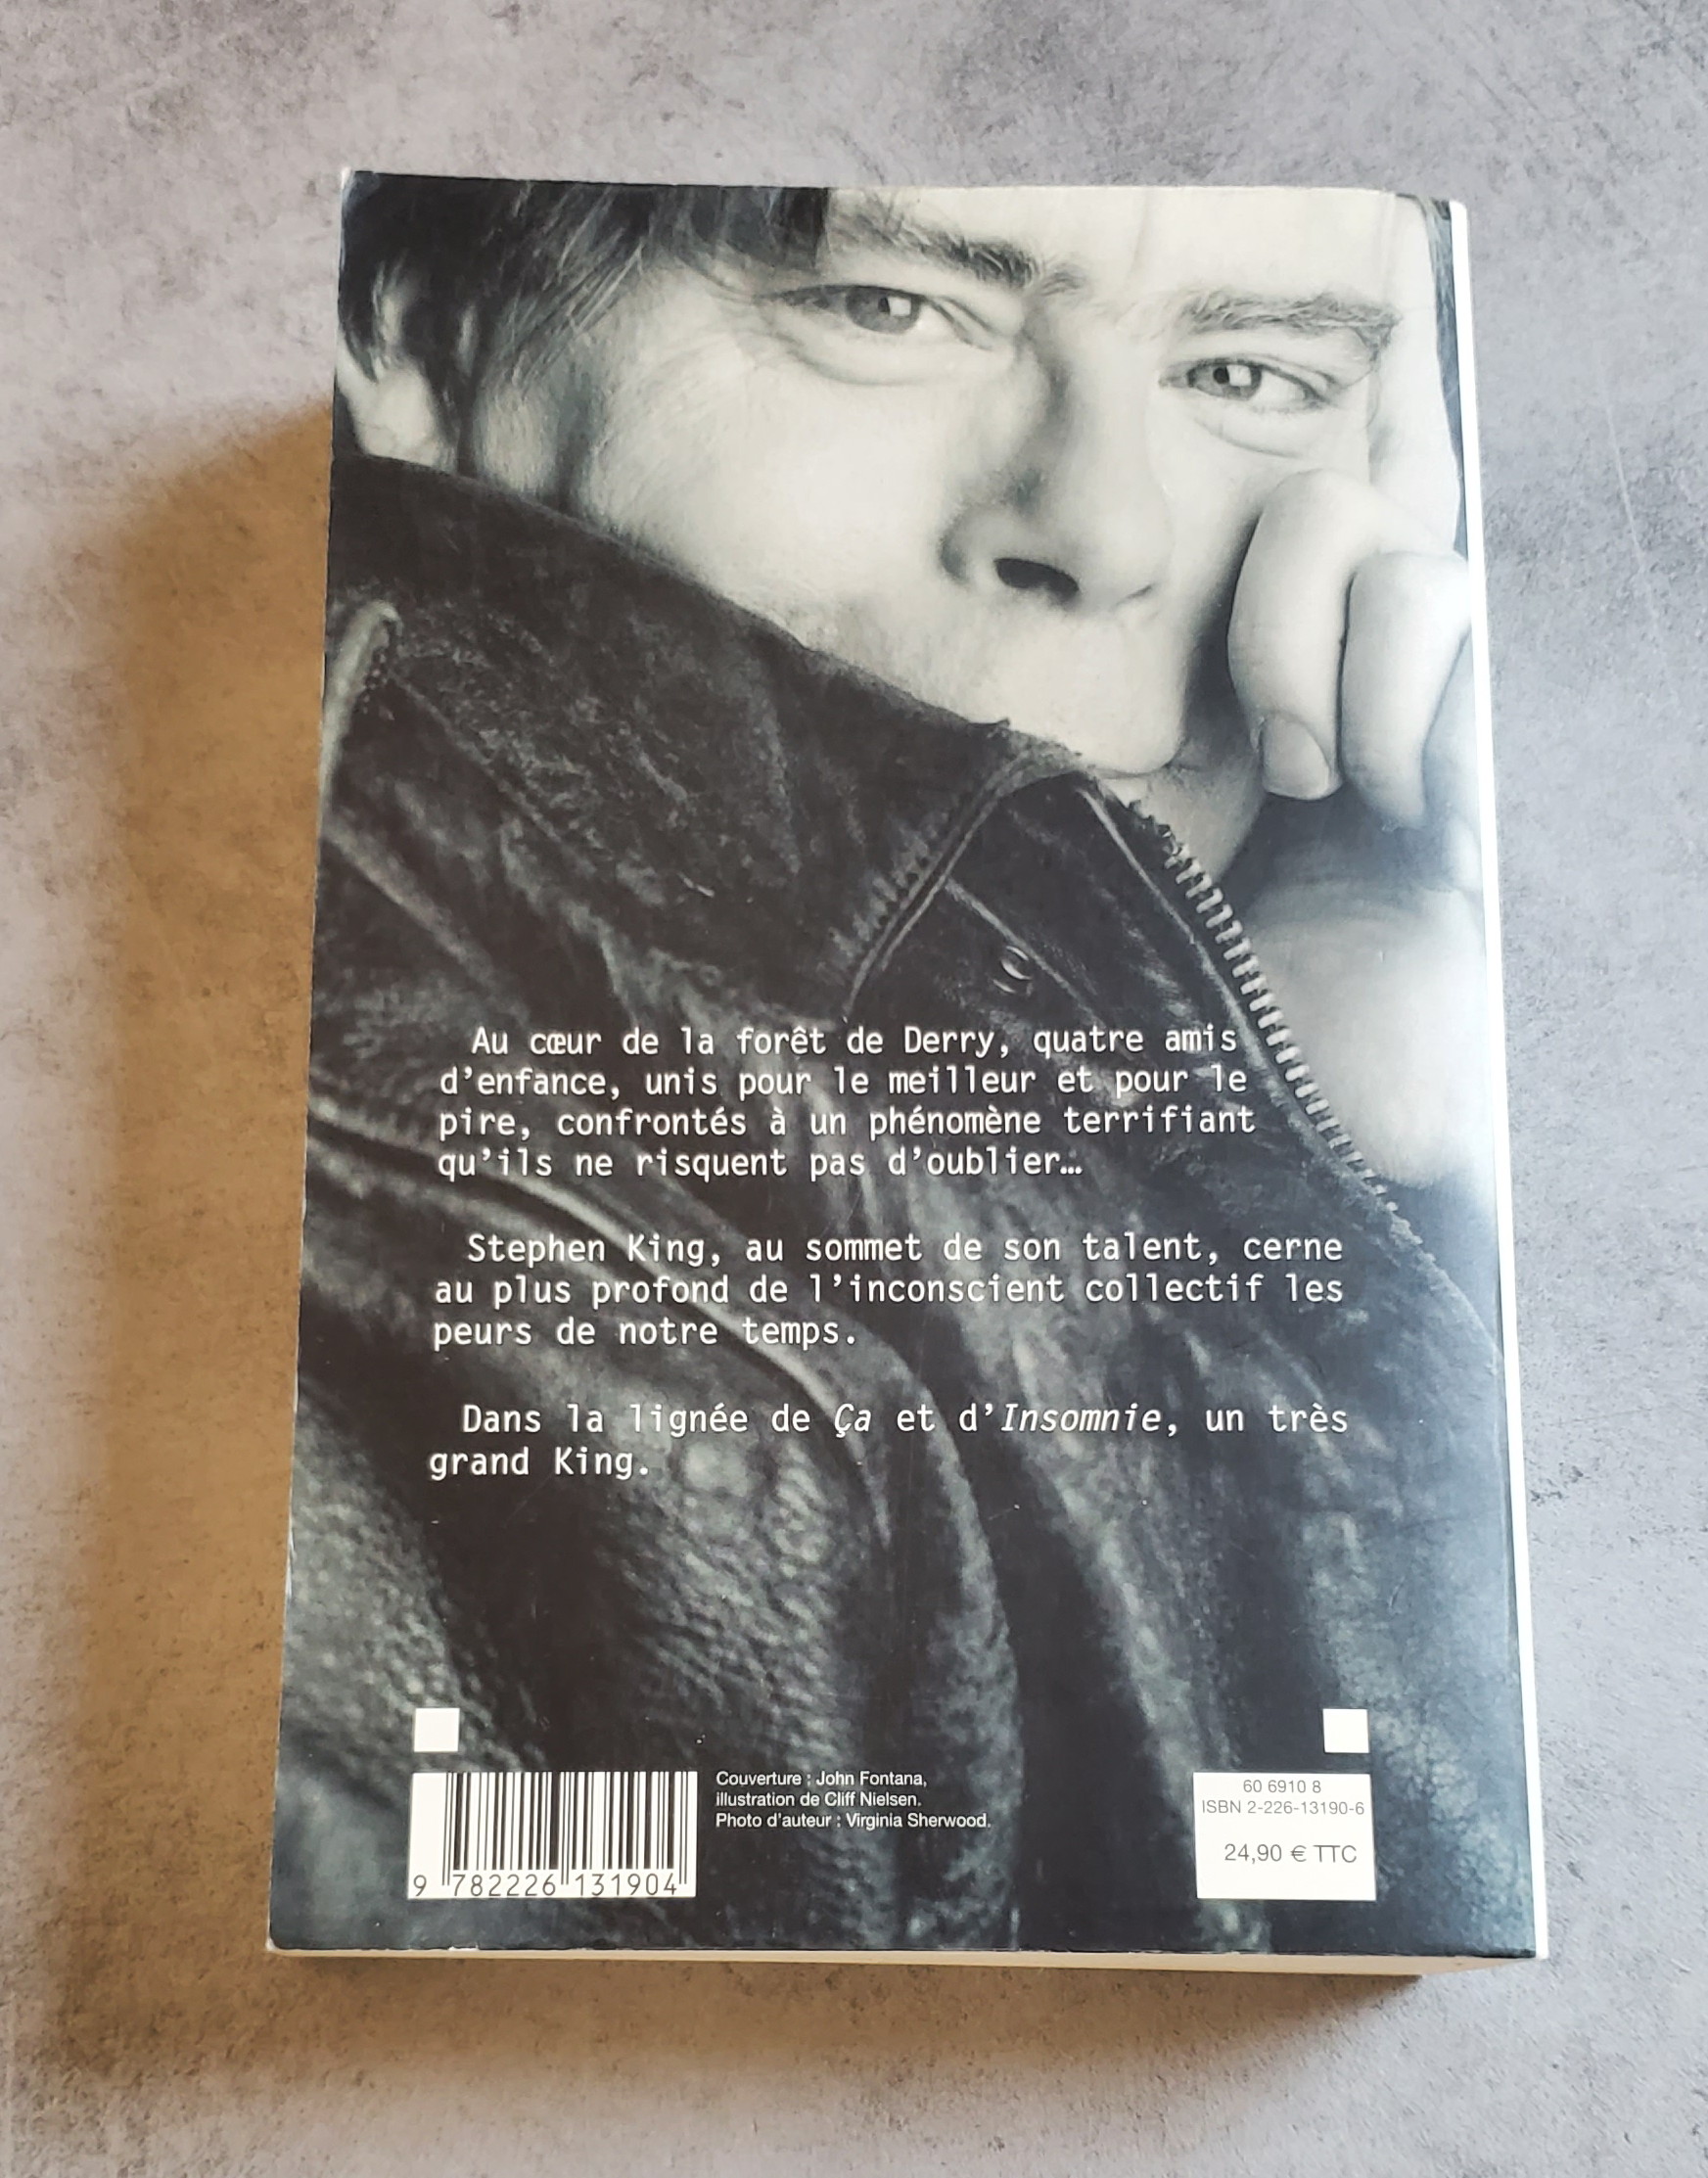 Au cœur de la forêt de Derry, quatre amis
d’enfance, unis pour le meilleur et pour le
pire, confrontés à un phénomène terrifiant
qu’ils ne risquent pas d’oublier…
Stephen King, au sommet de son talent, cerne
au plus profond de l’inconscient collectif les
peurs de notre temps.
Dans la lignée de Ça et d’Insomnie, un très
grand King.
Couverture : John Fontana,
illustration de Cliff Nielsen.
Photo d’auteur : Virginia Sherwood.
9 782226 131904
60 6910 8
ISBN 2-226-13190-6
24,90 € TTC